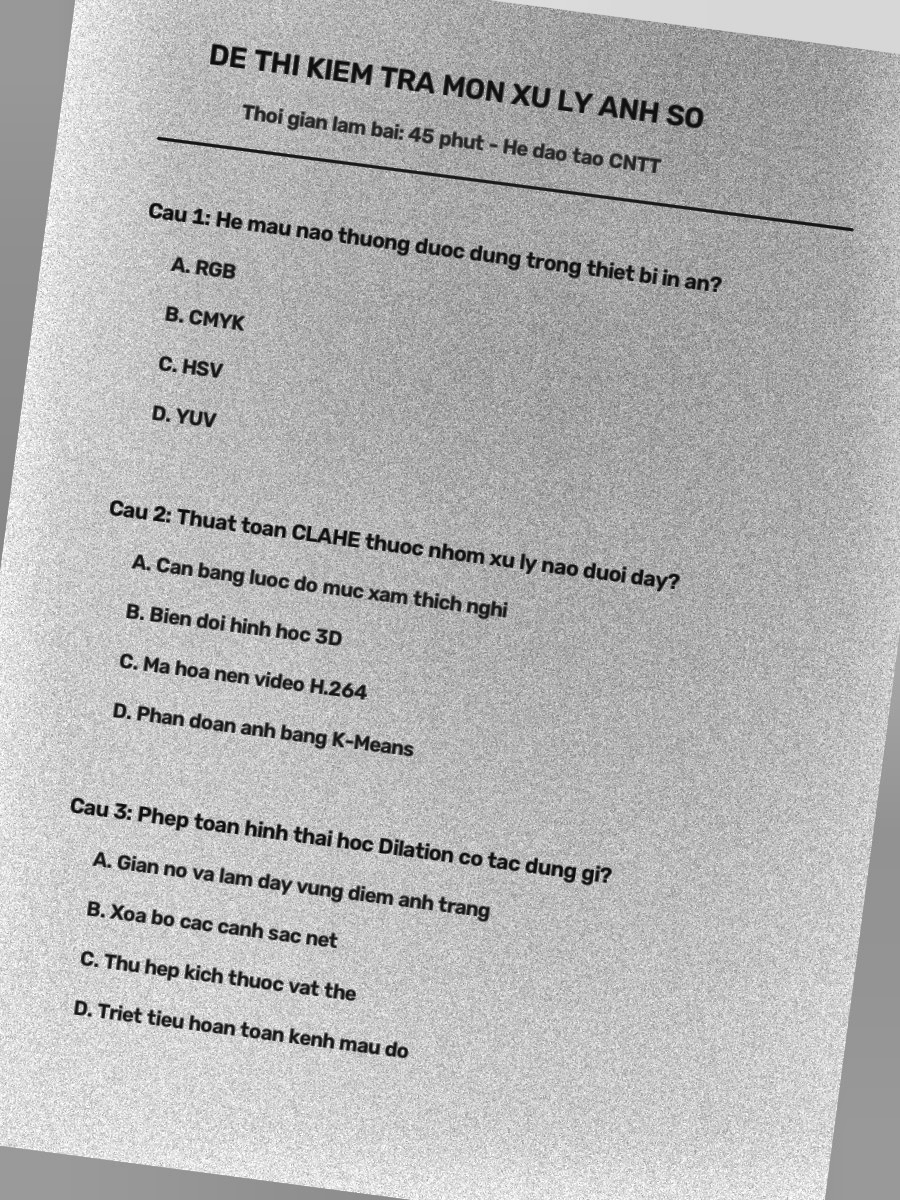 DE THI KIEM TRA MON XU LY ANH SO
Thoi gian lam bai: 45 phut - He dao tao CNTT
Cau 1: He mau nao thuong duoc dung trong thiet bi in an?
A. RGB
B. CMYK
C. HSV
D. YUV
Cau 2: Thuat toan CLAHE thuoc nhom xu ly nao duoi day?
A. Can bang luoc do muc xam thich nghi
B. Bien doi hinh hoc 3D
C. Ma hoa nen video H.264
D. Phan doan anh bang K-Means
Cau 3: Phep toan hinh thai hoc Dilation co tac dung gi?
A. Gian no va lam day vung diem anh trang
B. Xoa bo cac canh sac net
C. Thu hep kich thuoc vat the
D. Triet tieu hoan toan kenh mau do